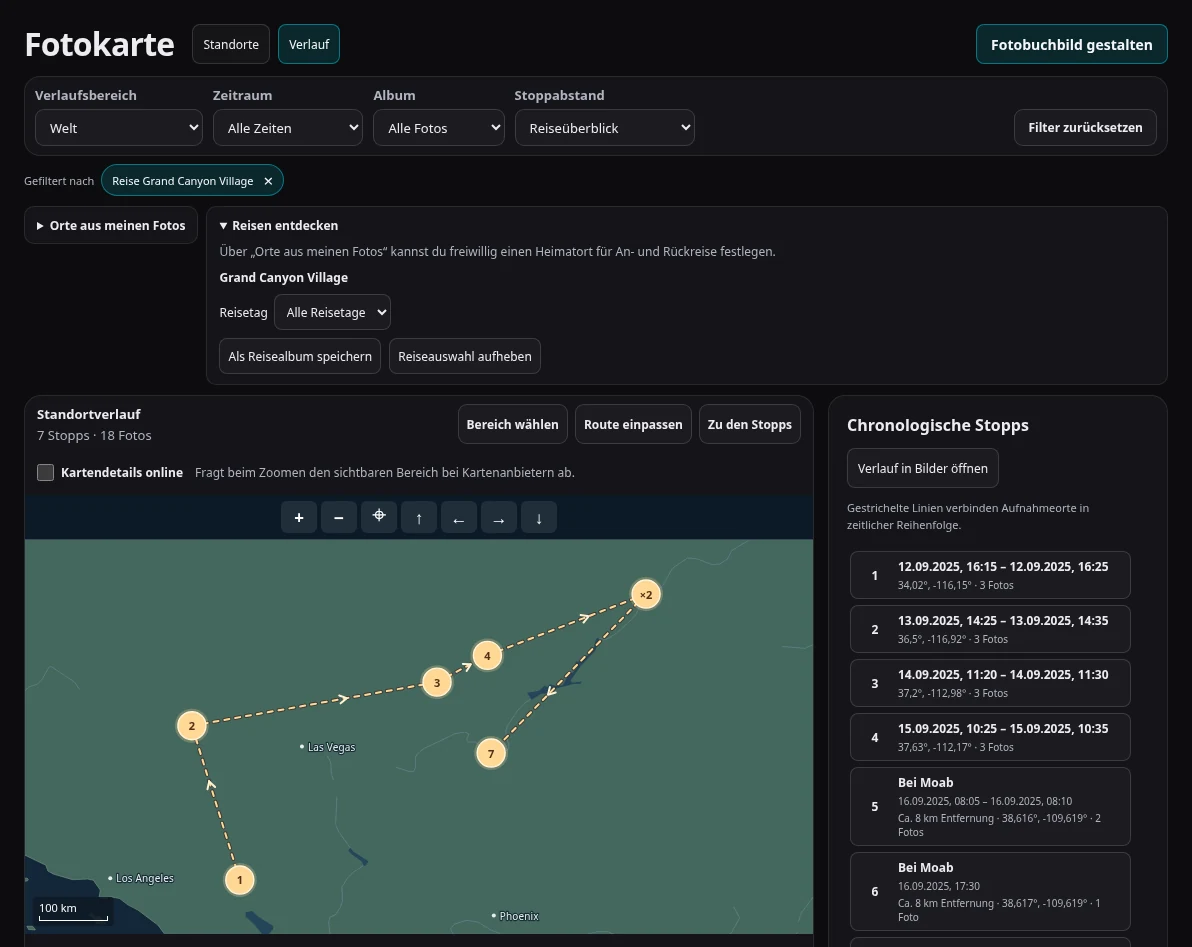 Fotokarte
Standorte
Verlauf
Fotobuchbild gestalten
Verlaufsbereich
Zeitraum
Album
Stoppabstand
Welt
Alle Zeiten
Alle Fotos
Reiseüberblick
Filter zurücksetzen
Gefiltert nach
Reise Grand Canyon Village ✕
▶ Orte aus meinen Fotos
▼ Reisen entdecken
Über „Orte aus meinen Fotos“ kannst du freiwillig einen Heimatort für An- und Rückreise festlegen.
Grand Canyon Village
Reisetag
Alle Reisetage
Als Reisealbum speichern
Reiseauswahl aufheben
Standortverlauf
7 Stopps · 18 Fotos
Bereich wählen
Route einpassen
Zu den Stopps
Kartendetails online
Fragt beim Zoomen den sichtbaren Bereich bei Kartenanbietern ab.
+ − ⌖ ↑ ← → ↓
×2
4
3
2
Las Vegas
7
Los Angeles
1
100 km
Phoenix
Chronologische Stopps
Verlauf in Bilder öffnen
Gestrichelte Linien verbinden Aufnahmeorte in
zeitlicher Reihenfolge.
1
12.09.2025, 16:15 – 12.09.2025, 16:25
34,02°, -116,15° · 3 Fotos
2
13.09.2025, 14:25 – 13.09.2025, 14:35
36,5°, -116,92° · 3 Fotos
3
14.09.2025, 11:20 – 14.09.2025, 11:30
37,2°, -112,98° · 3 Fotos
4
15.09.2025, 10:25 – 15.09.2025, 10:35
37,63°, -112,17° · 3 Fotos
5
Bei Moab
16.09.2025, 08:05 – 16.09.2025, 08:10
Ca. 8 km Entfernung · 38,616°, -109,619° · 2
Fotos
6
Bei Moab
16.09.2025, 17:30
Ca. 8 km Entfernung · 38,617°, -109,619° · 1
Foto